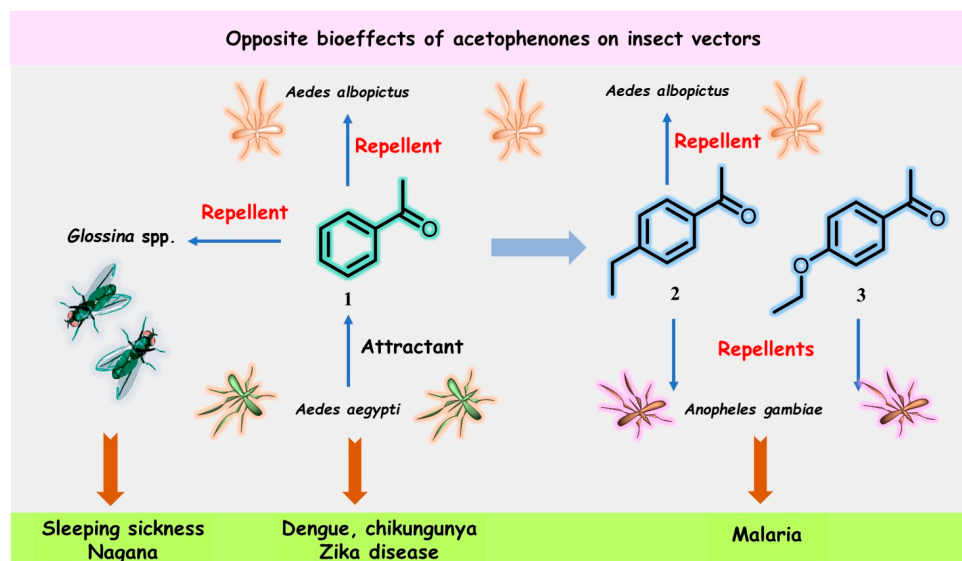 Opposite bioeffects of acetophenones on insect vectors
Aedes albopictus
Aedes albopictus
Repellent
Repellent
Repellent
Glossina spp.
O
O
O
O
1
2
3
Attractant
Repellents
Aedes aegypti
Anopheles gambiae
Sleeping sickness
Nagana
Dengue, chikungunya
Zika disease
Malaria